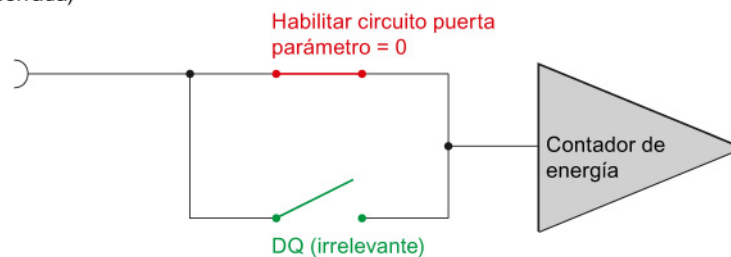 Habilitar circuito puerta
parámetro = 0
Contador de
energía
DQ (irrelevante)